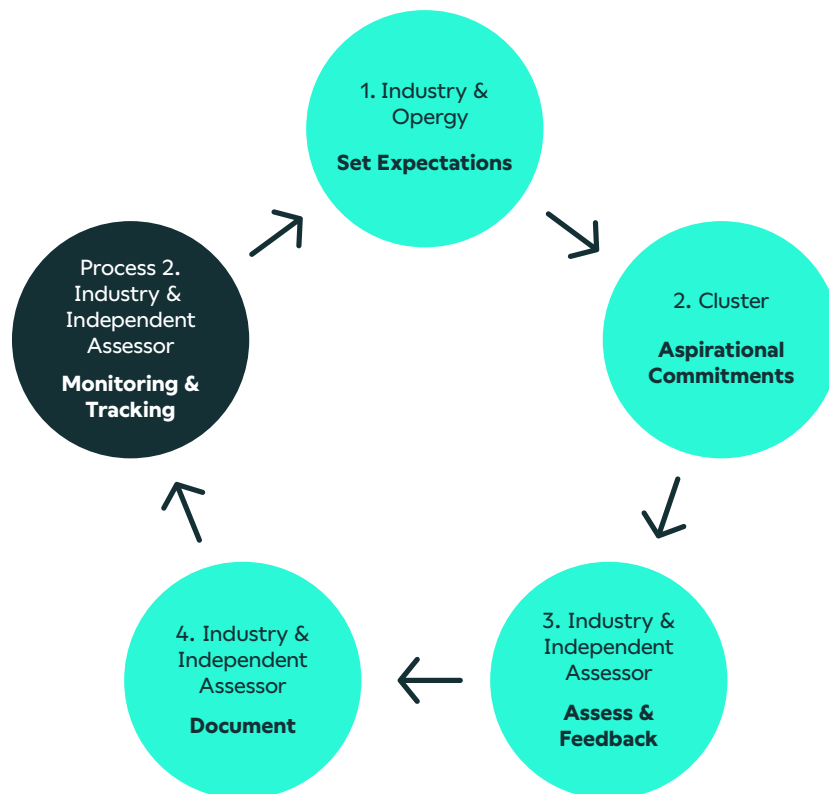 1. Industry &
Opergy
Set Expectations
2. Cluster
Aspirational
Commitments
3. Industry &
Independent
Assessor
Assess &
Feedback
4. Industry &
Independent
Assessor
Document
Process 2.
Industry &
Independent
Assessor
Monitoring &
Tracking